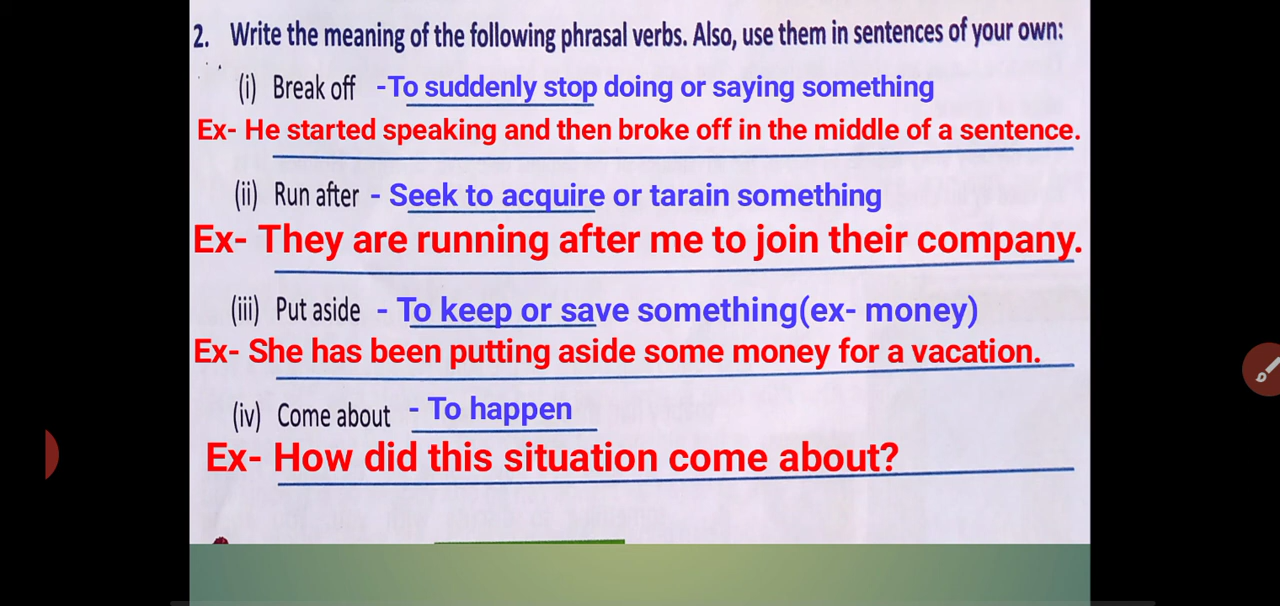 2. Write the meaning of the following phrasal verbs. Also, use them in sentences of your own:
(i) Break off -To suddenly stop doing or saying something
Ex- He started speaking and then broke off in the middle of a sentence.
(ii) Run after - Seek to acquire or tarain something
Ex- They are running after me to join their company.
(iii) Put aside - To keep or save something(ex- money)
Ex- She has been putting aside some money for a vacation.
(iv) Come about - To happen
Ex- How did this situation come about?